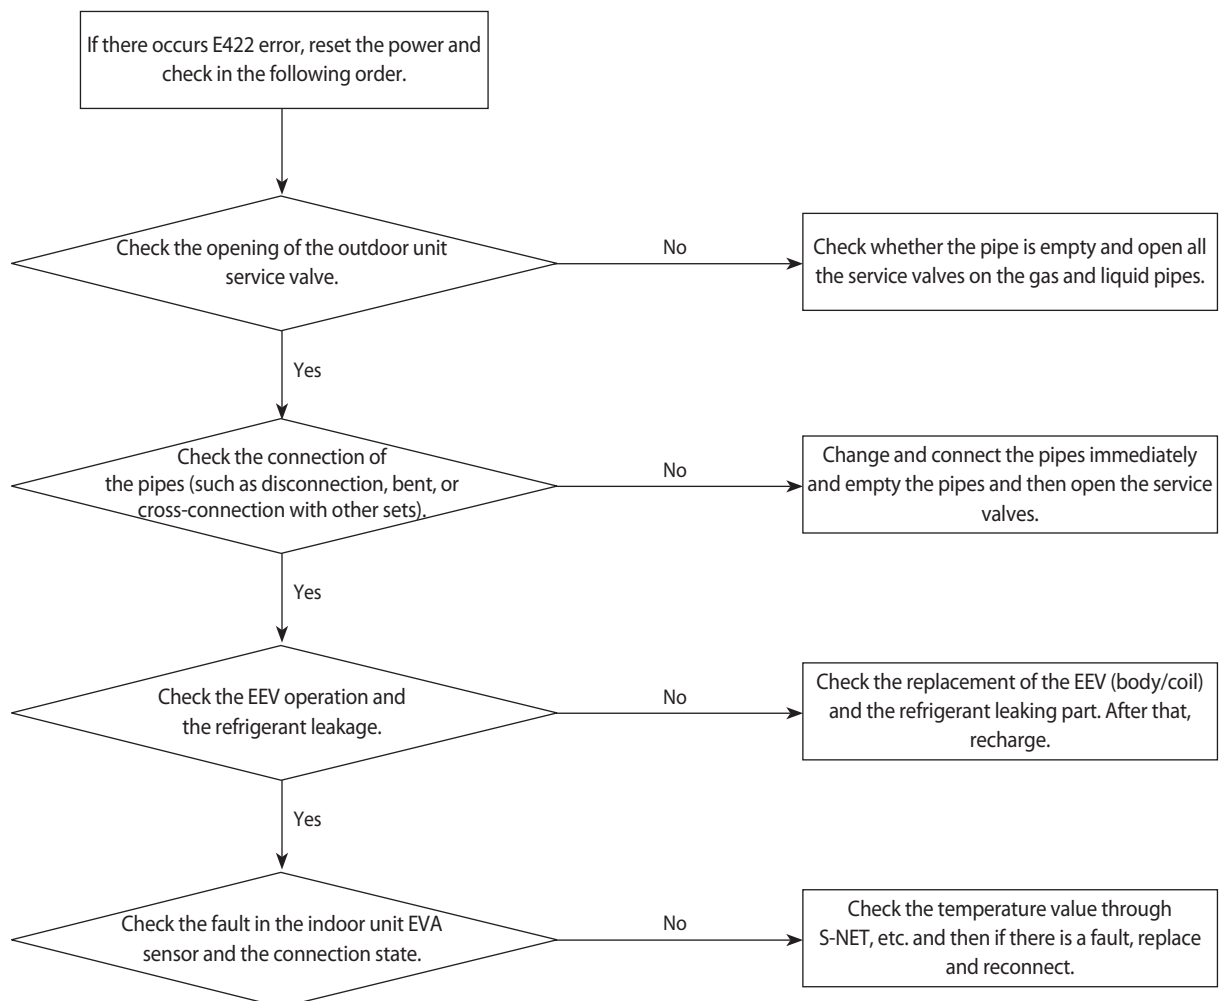 If there occurs E422 error, reset the power and
check in the following order.
Check the opening of the outdoor unit
service valve.
No
Check whether the pipe is empty and open all
the service valves on the gas and liquid pipes.
Yes
Check the connection of
the pipes (such as disconnection, bent, or
cross-connection with other sets).
No
Change and connect the pipes immediately
and empty the pipes and then open the service
valves.
Yes
Check the EEV operation and
the refrigerant leakage.
No
Check the replacement of the EEV (body/coil)
and the refrigerant leaking part. After that,
recharge.
Yes
Check the fault in the indoor unit EVA
sensor and the connection state.
No
Check the temperature value through
S-NET, etc. and then if there is a fault, replace
and reconnect.